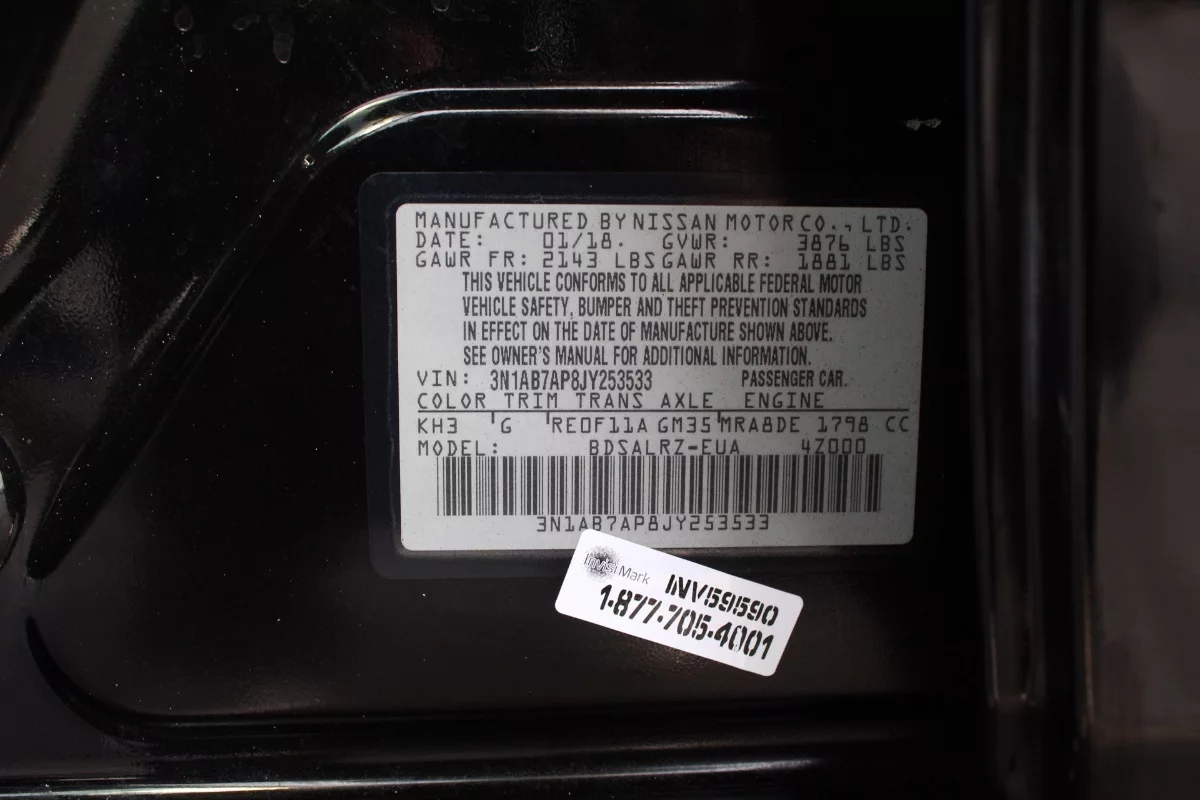 MANUFACTURED BY NISSAN MOTOR CO., LTD.
DATE: 01/18. GVWR: 3876 LBS
GAWR FR: 2143 LBS GAWR RR: 1881 LBS
THIS VEHICLE CONFORMS TO ALL APPLICABLE FEDERAL MOTOR
VEHICLE SAFETY, BUMPER AND THEFT PREVENTION STANDARDS
IN EFFECT ON THE DATE OF MANUFACTURE SHOWN ABOVE.
SEE OWNER'S MANUAL FOR ADDITIONAL INFORMATION.
VIN: 3N1AB7AP8JY253533 PASSENGER CAR.
COLOR TRIM TRANS AXLE ENGINE
KH3 G RE0F11A GM35 MRA8DE 1798 CC
MODEL: BDSALRZ-EUA 4Z000
3N1AB7AP8JY253533
InvisiMark INV59590
1-877-705-4001